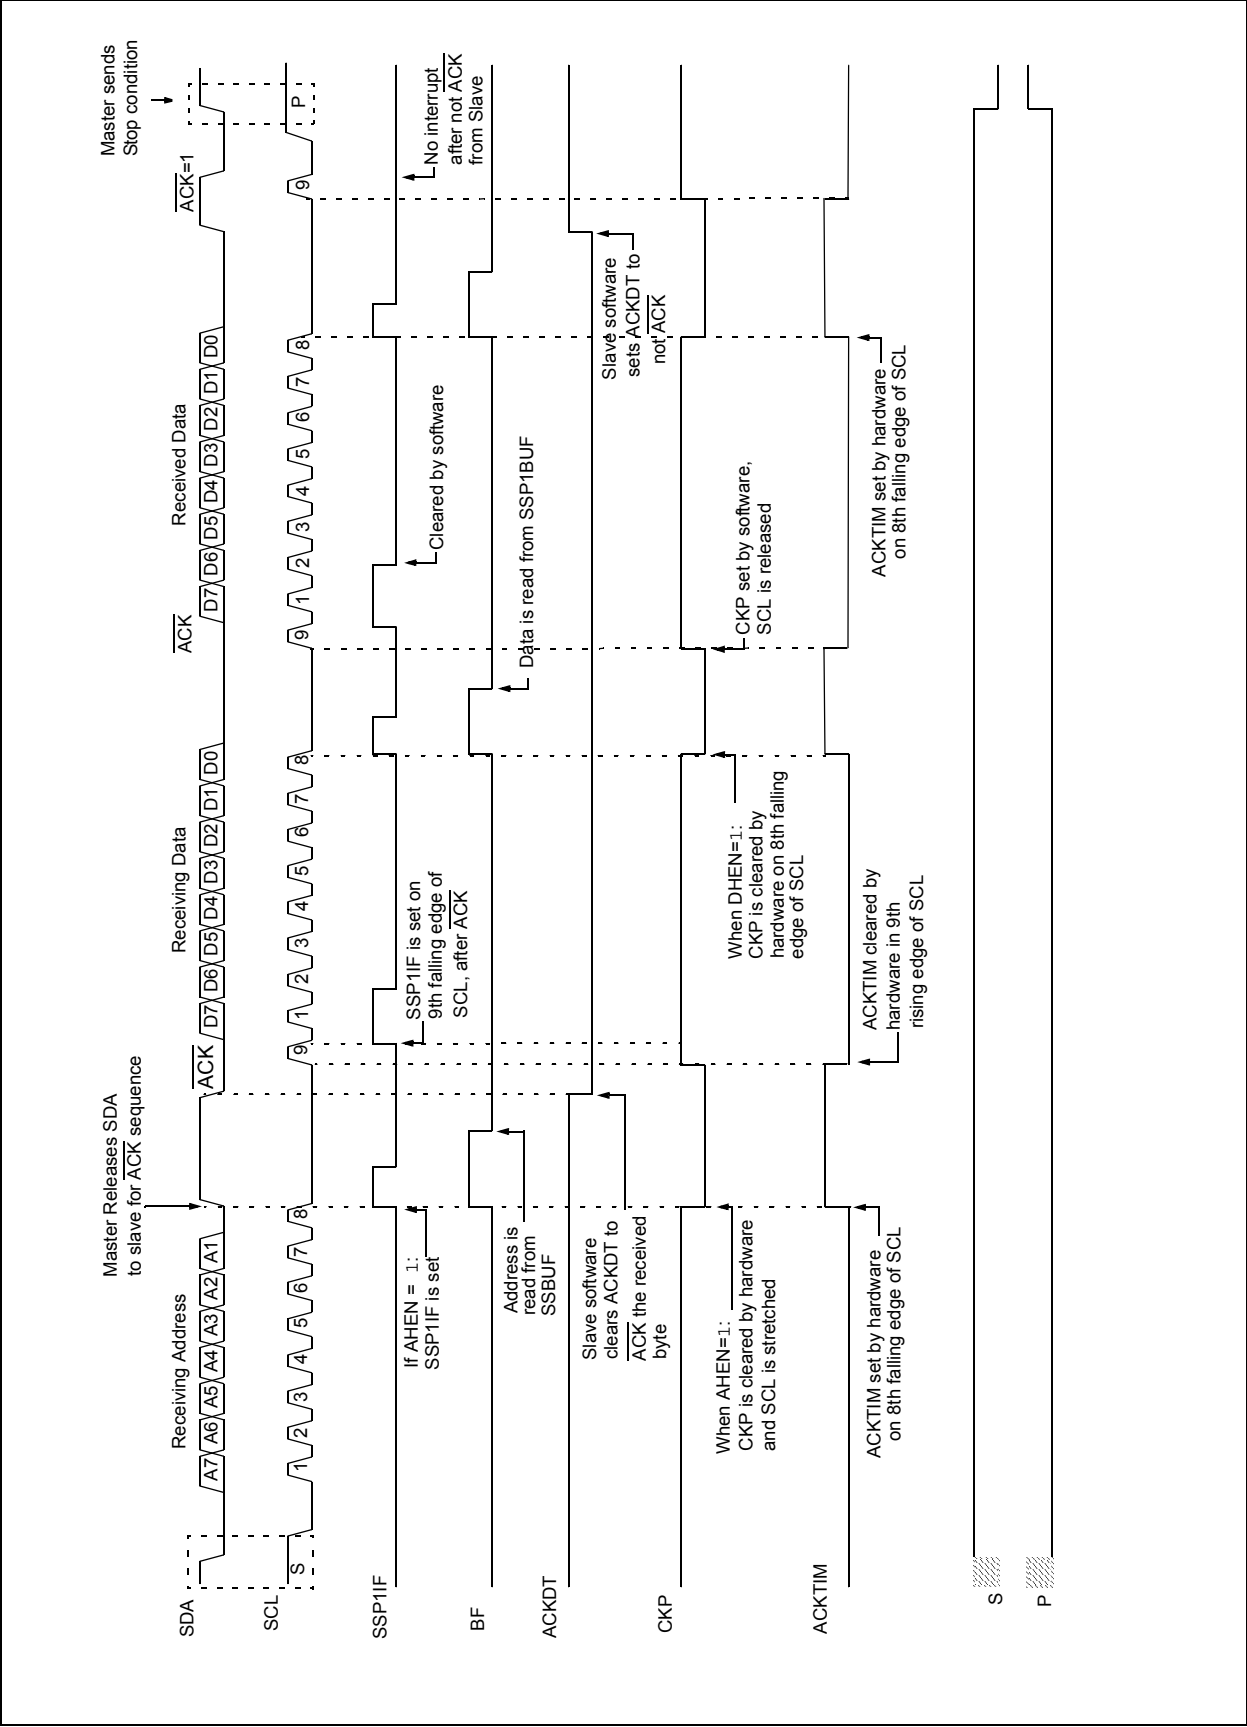 Master Releases SDA
to slave for ACK sequence
Master sends
Stop condition
Receiving Address
Receiving Data
Received Data
ACK
ACK=1
SDA
A7 A6 A5 A4 A3 A2 A1
ACK
D7 D6 D5 D4 D3 D2 D1 D0
D7 D6 D5 D4 D3 D2 D1 D0
SCL
S
1 2 3 4 5 6 7 8 9
1 2 3 4 5 6 7 8 9
1 2 3 4 5 6 7 8 9
P
SSP1IF
If AHEN = 1:
SSP1IF is set
SSP1IF is set on
9th falling edge of
SCL, after ACK
Cleared by software
No interrupt
after not ACK
from Slave
BF
Address is
read from
SSBUF
Data is read from SSP1BUF
ACKDT
Slave software
clears ACKDT to
ACK the received
byte
Slave software
sets ACKDT to
not ACK
CKP
When AHEN=1:
CKP is cleared by hardware
and SCL is stretched
When DHEN=1:
CKP is cleared by
hardware on 8th falling
edge of SCL
CKP set by software,
SCL is released
ACKTIM
ACKTIM set by hardware
on 8th falling edge of SCL
ACKTIM cleared by
hardware in 9th
rising edge of SCL
ACKTIM set by hardware
on 8th falling edge of SCL
S
P